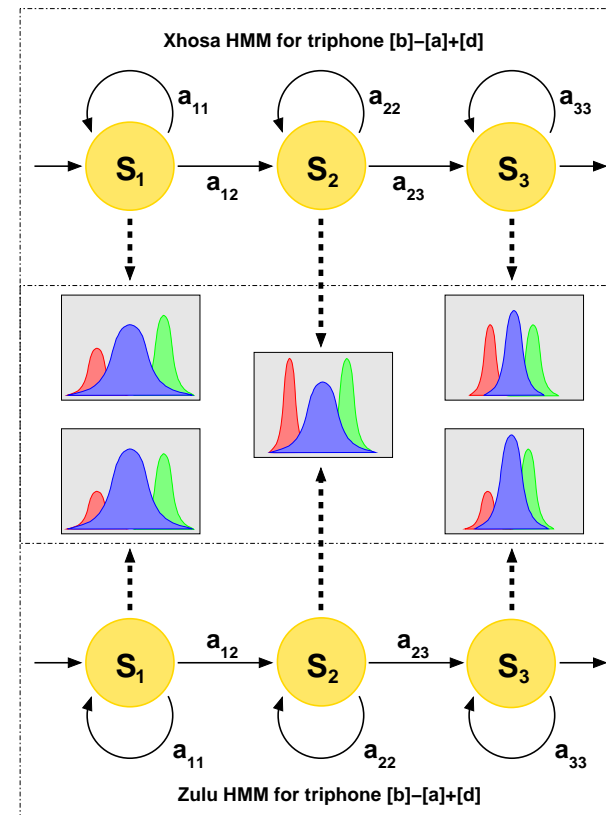 Xhosa HMM for triphone [b]–[a]+[d]
a11 a22 a33
S1 S2 S3
a12 a23
a12 a23
S1 S2 S3
a11 a22 a33
Zulu HMM for triphone [b]–[a]+[d]